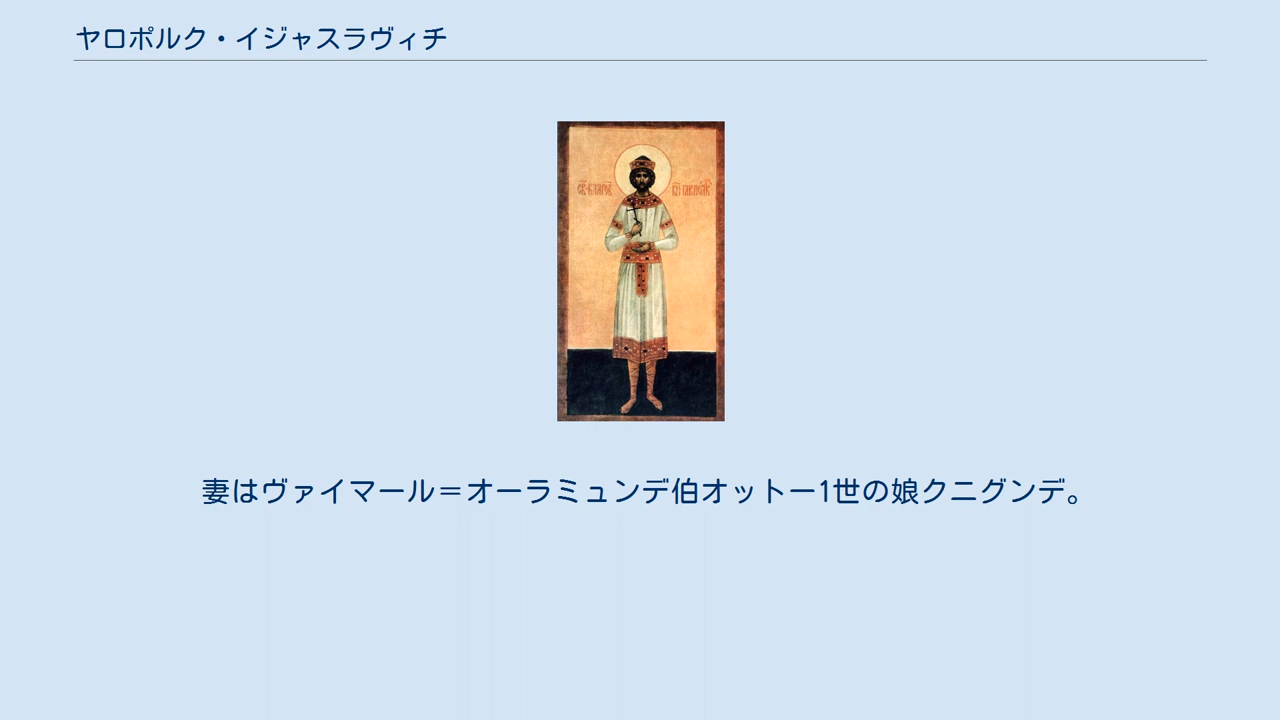 ヤロポルク・イジャスラヴィチ
妻はヴァイマール＝オーラミュンデ伯オットー1世の娘クニグンデ。